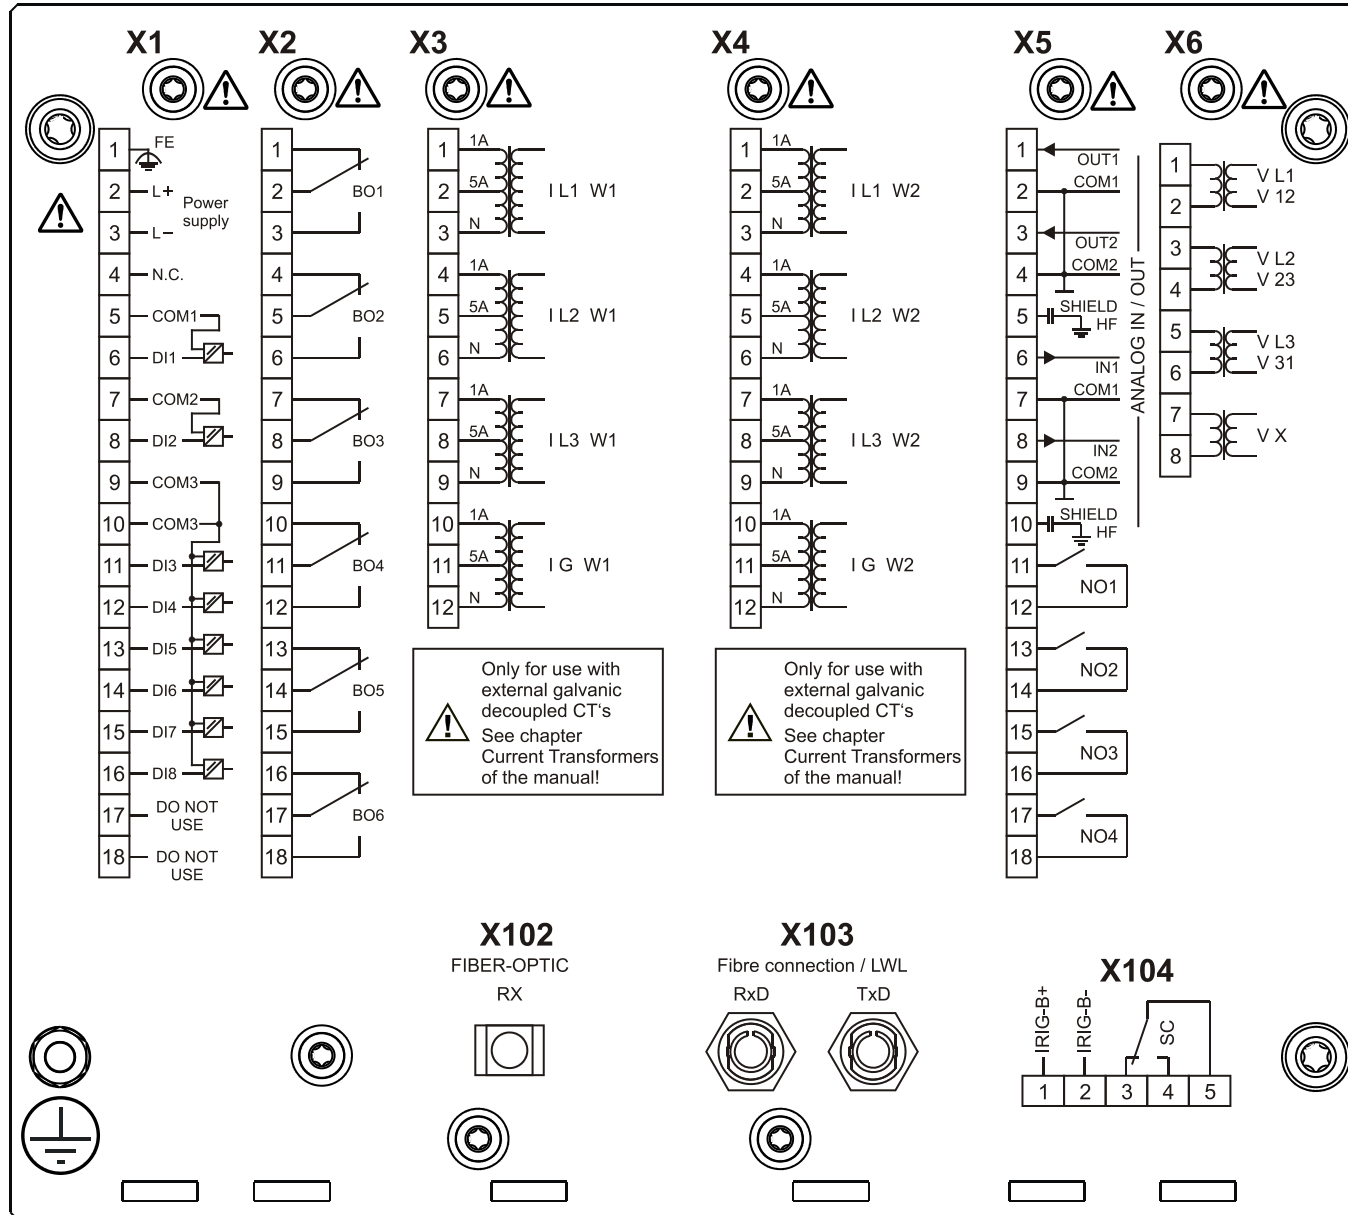 X1
X2
X3
X4
X5
X6
1 FE
2 L+
Power
supply
3 L–
4 N.C.
5 COM1
6 DI1
7 COM2
8 DI2
9 COM3
10 COM3
11 DI3
12 DI4
13 DI5
14 DI6
15 DI7
16 DI8
17 DO NOT
USE
18 DO NOT
USE
1
2 BO1
3
4
5 BO2
6
7
8 BO3
9
10
11 BO4
12
13
14 BO5
15
16
17 BO6
18
1 1A
2 5A I L1 W1
3 N
4 1A
5 5A I L2 W1
6 N
7 1A
8 5A I L3 W1
9 N
10 1A
11 5A I G W1
12 N
Only for use with
external galvanic
decoupled CT's
See chapter
Current Transformers
of the manual!
1 1A
2 5A I L1 W2
3 N
4 1A
5 5A I L2 W2
6 N
7 1A
8 5A I L3 W2
9 N
10 1A
11 5A I G W2
12 N
Only for use with
external galvanic
decoupled CT's
See chapter
Current Transformers
of the manual!
1 OUT1
2 COM1
3 OUT2
4 COM2
5 SHIELD
HF
6 IN1
7 COM1
8 IN2
9 COM2
10 SHIELD
HF
ANALOG IN / OUT
11
NO1
12
13
NO2
14
15
NO3
16
17
NO4
18
1 V L1
2 V 12
3 V L2
4 V 23
5 V L3
6 V 31
7
V X
8
X102
FIBER-OPTIC
RX
X103
Fibre connection / LWL
RxD TxD
X104
IRIG-B+
IRIG-B-
SC
1 2 3 4 5